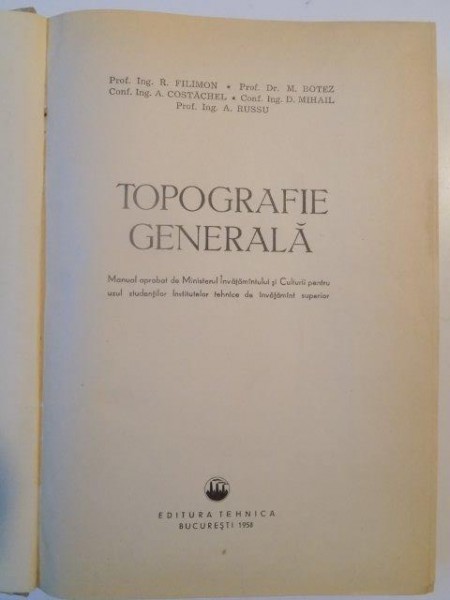 Prof. Ing. R. FILIMON ★ Prof. Dr. M. BOTEZ
Conf. Ing. A. COSTĂCHEL ★ Conf. Ing. D. MIHAIL
Prof. Ing. A. RUSSU
TOPOGRAFIE
GENERALĂ
Manual aprobat de Ministerul Învățămîntului și Culturii pentru
uzul studenților Institutelor tehnice de învățămînt superior
EDITURA TEHNICA
BUCUREȘTI 1958